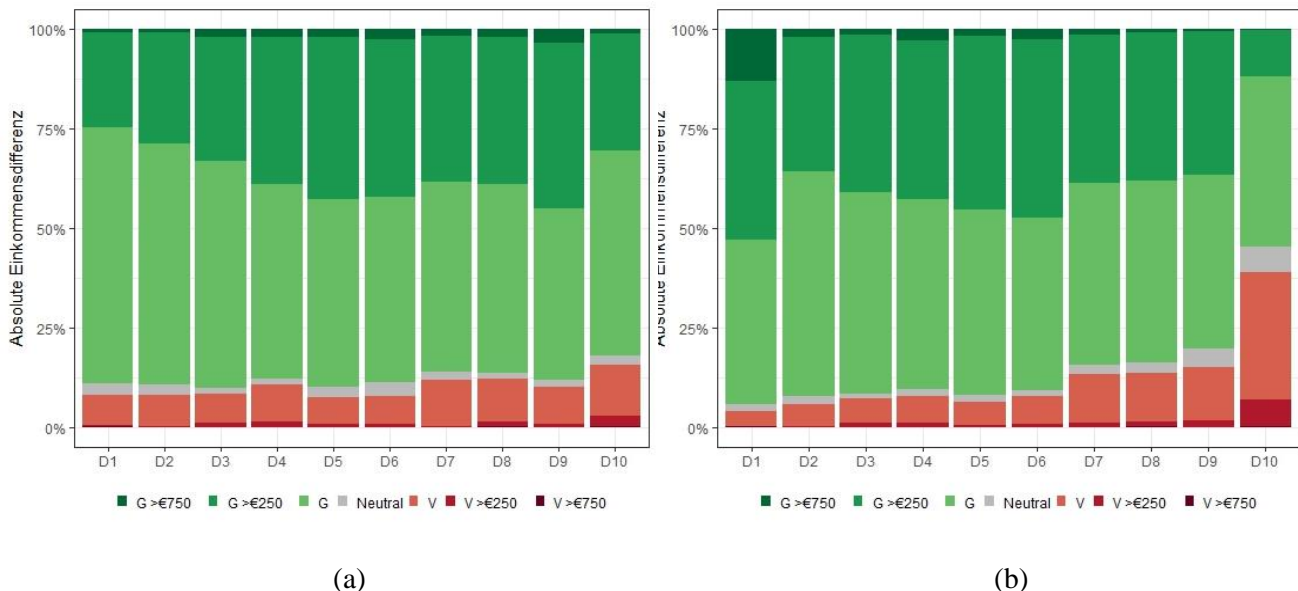 Absolute Einkommensdifferenz
100%
75%
50%
25%
0%
D1 D2 D3 D4 D5 D6 D7 D8 D9 D10
G >€750 G >€250 G Neutral V V >€250 V >€750
(a)
Absolute Einkommensdifferenz
100%
75%
50%
25%
0%
D1 D2 D3 D4 D5 D6 D7 D8 D9 D10
G >€750 G >€250 G Neutral V V >€250 V >€750
(b)